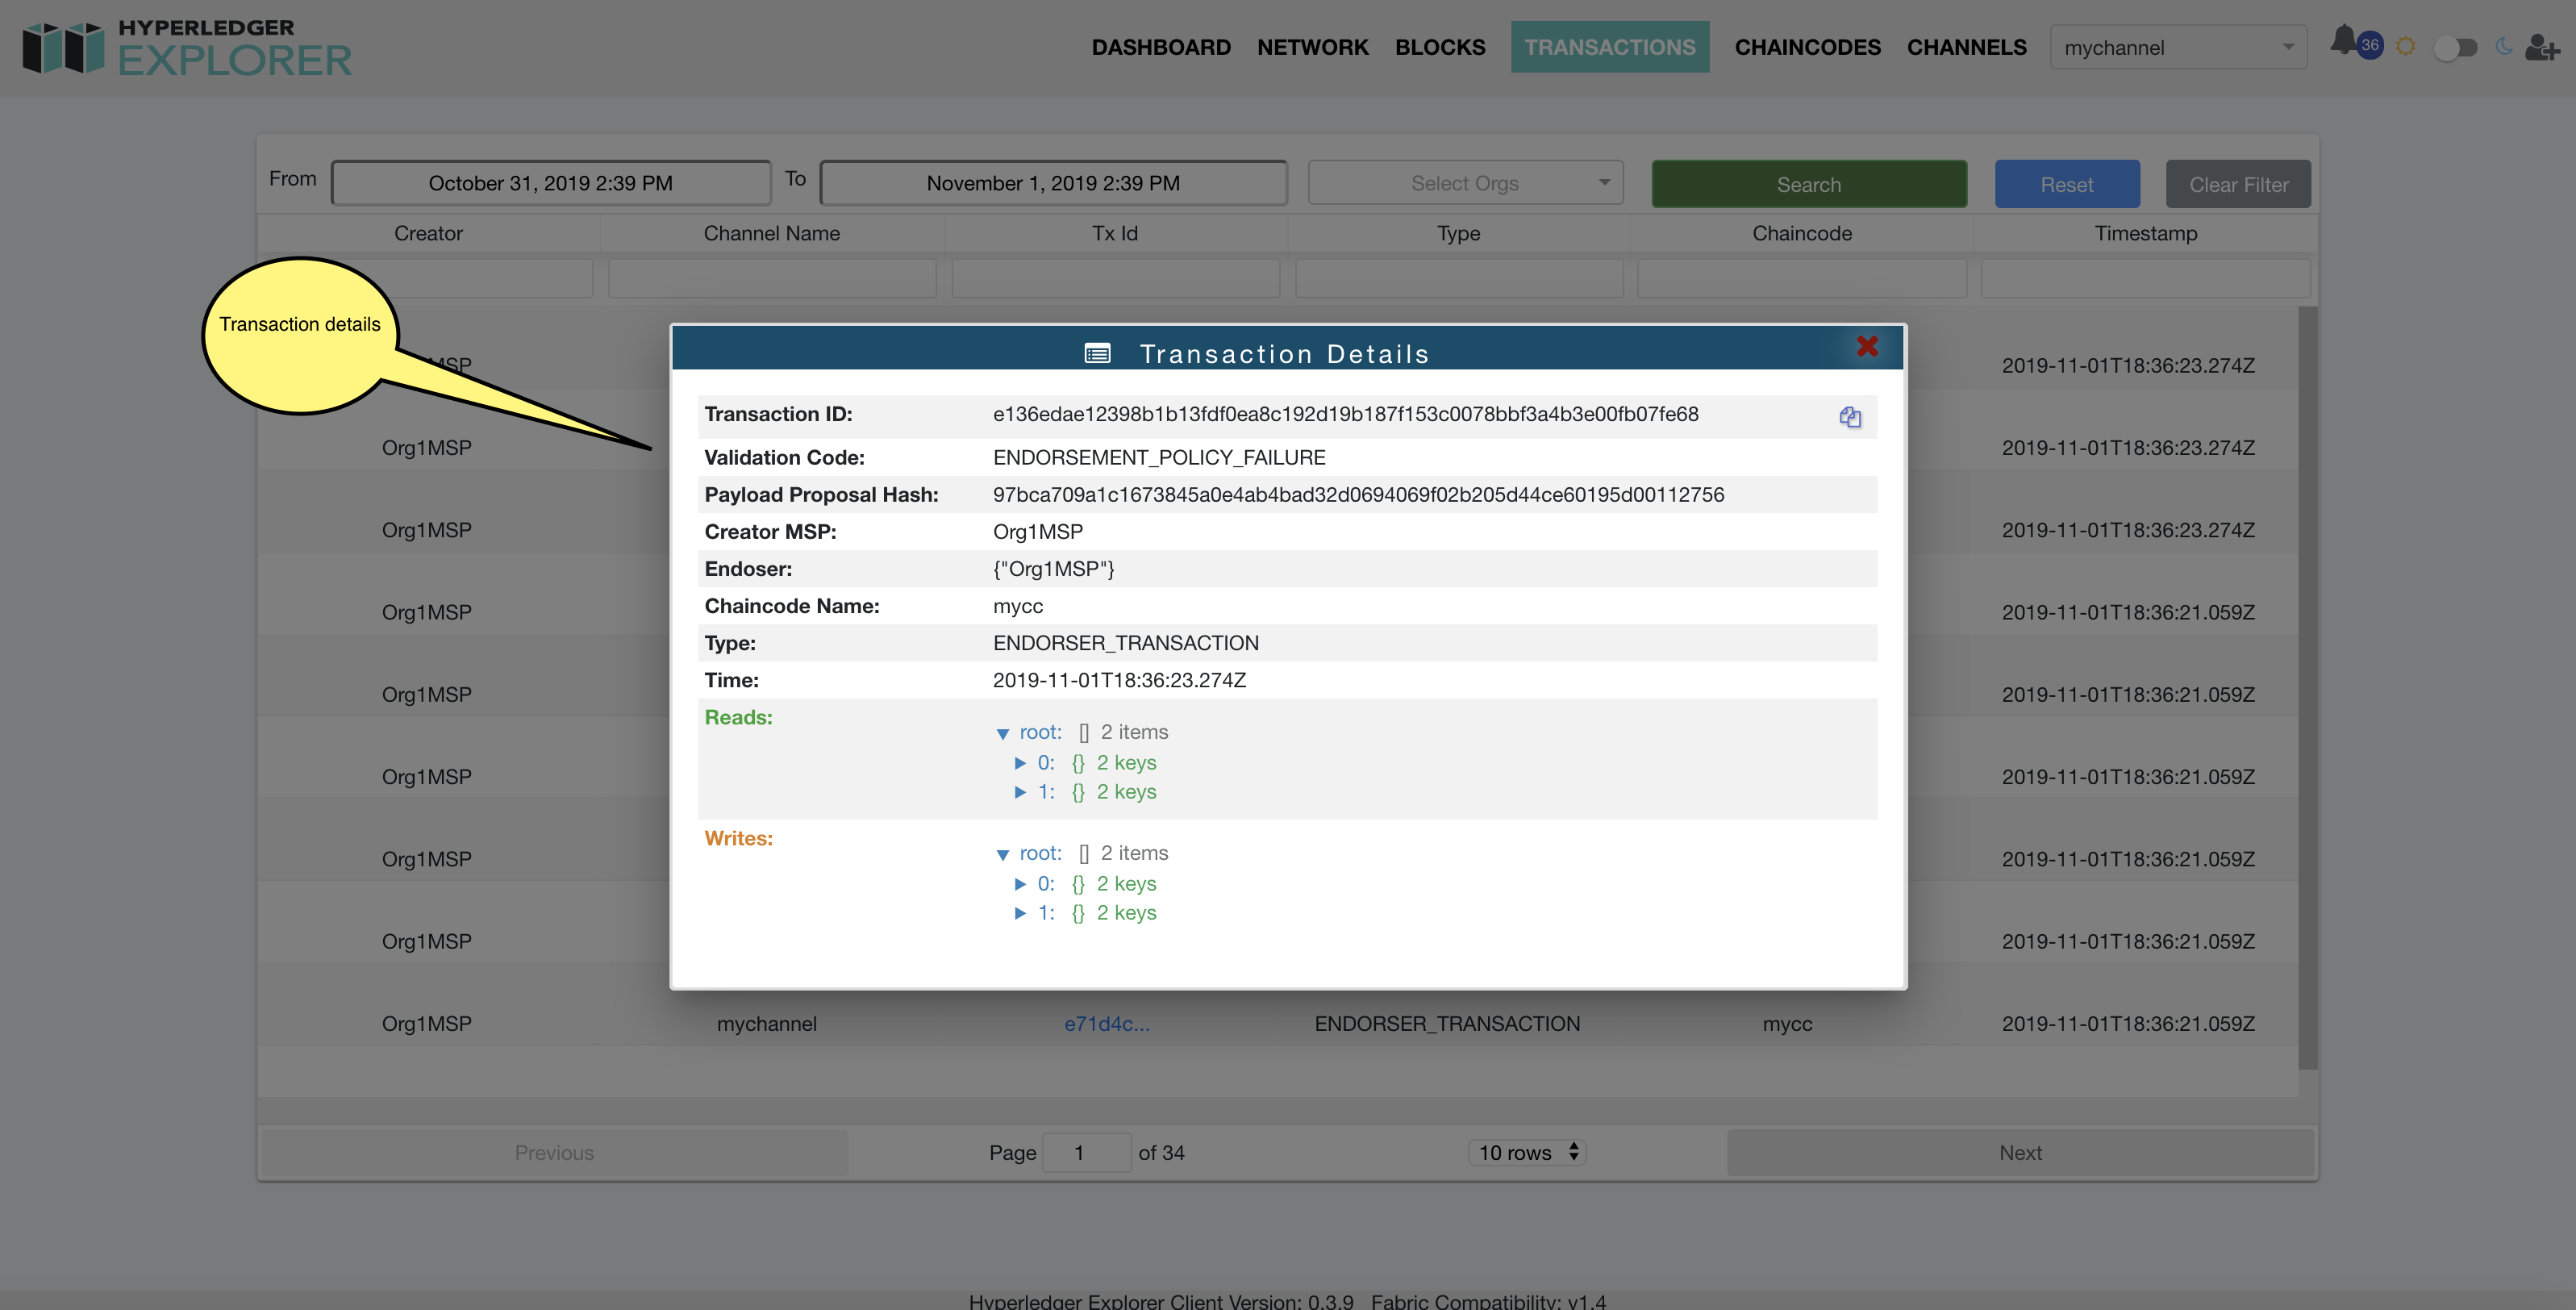 HYPERLEDGER
EXPLORER
DASHBOARD NETWORK BLOCKS TRANSACTIONS CHAINCODES CHANNELS mychannel 36
From October 31, 2019 2:39 PM To November 1, 2019 2:39 PM Select Orgs Search Reset Clear Filter
Creator Channel Name Tx Id Type Chaincode Timestamp
Transaction details
Transaction Details
2019-11-01T18:36:23.274Z
Transaction ID: e136edae12398b1b13fdf0ea8c192d19b187f153c0078bbf3a4b3e00fb07fe68
Org1MSP 2019-11-01T18:36:23.274Z
Validation Code: ENDORSEMENT_POLICY_FAILURE
Payload Proposal Hash: 97bca709a1c1673845a0e4ab4bad32d0694069f02b205d44ce60195d00112756
Org1MSP 2019-11-01T18:36:23.274Z
Creator MSP: Org1MSP
Endoser: {"Org1MSP"}
Chaincode Name: mycc
Org1MSP 2019-11-01T18:36:21.059Z
Type: ENDORSER_TRANSACTION
Time: 2019-11-01T18:36:23.274Z
Org1MSP 2019-11-01T18:36:21.059Z
Reads:
root: [] 2 items
0: {} 2 keys
1: {} 2 keys
Org1MSP 2019-11-01T18:36:21.059Z
Writes:
root: [] 2 items
0: {} 2 keys
1: {} 2 keys
Org1MSP 2019-11-01T18:36:21.059Z
Org1MSP 2019-11-01T18:36:21.059Z
Org1MSP mychannel e71d4c... ENDORSER_TRANSACTION mycc 2019-11-01T18:36:21.059Z
Previous Page 1 of 34 10 rows Next
Hyperledger Explorer Client Version: 0.3.9 Fabric Compatibility: v1.4